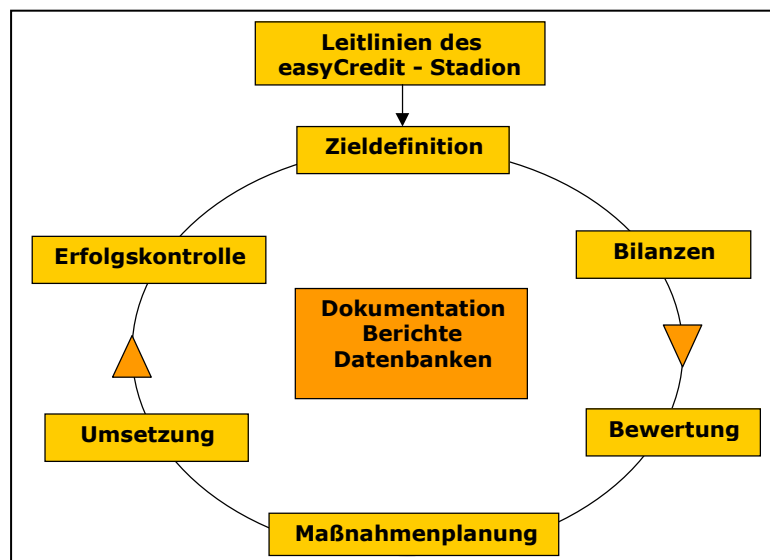 Leitlinien des
easyCredit - Stadion
Zieldefinition
Erfolgskontrolle
Bilanzen
Dokumentation
Berichte
Datenbanken
Umsetzung
Bewertung
Maßnahmenplanung